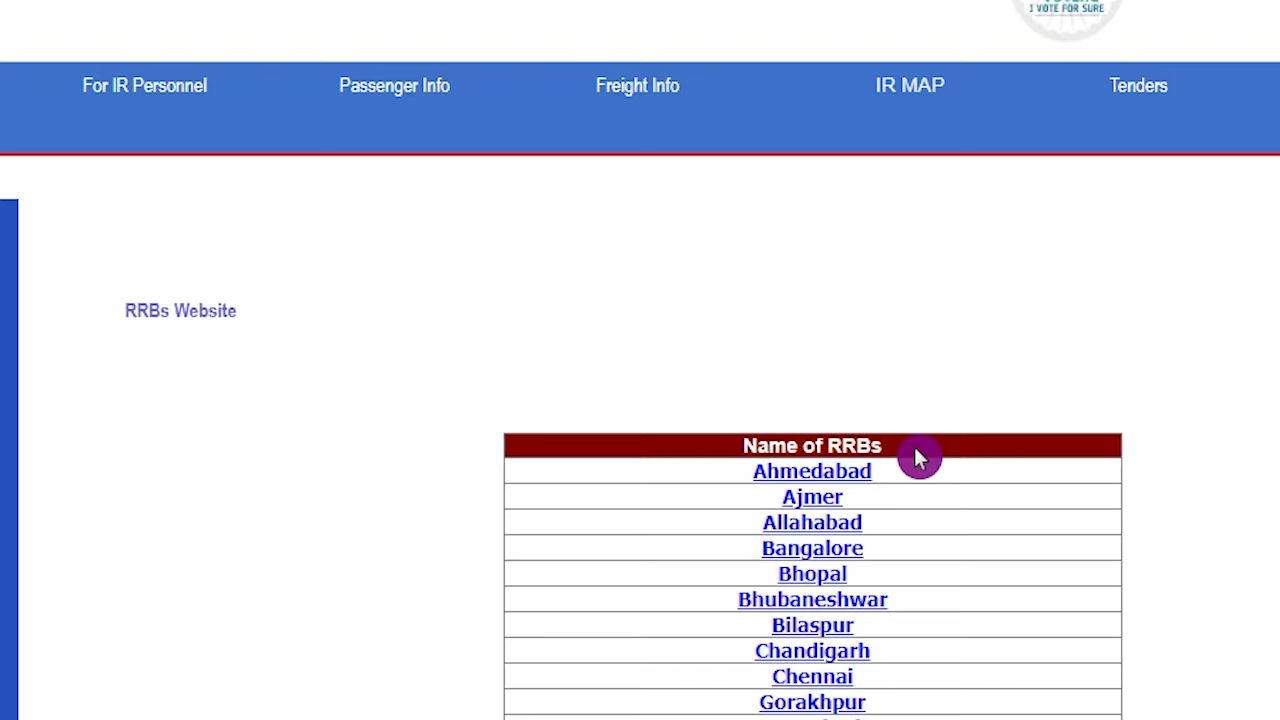 I VOTE FOR SURE
For IR Personnel
Passenger Info
Freight Info
IR MAP
Tenders
RRBs Website
Name of RRBs
Ahmedabad
Ajmer
Allahabad
Bangalore
Bhopal
Bhubaneshwar
Bilaspur
Chandigarh
Chennai
Gorakhpur